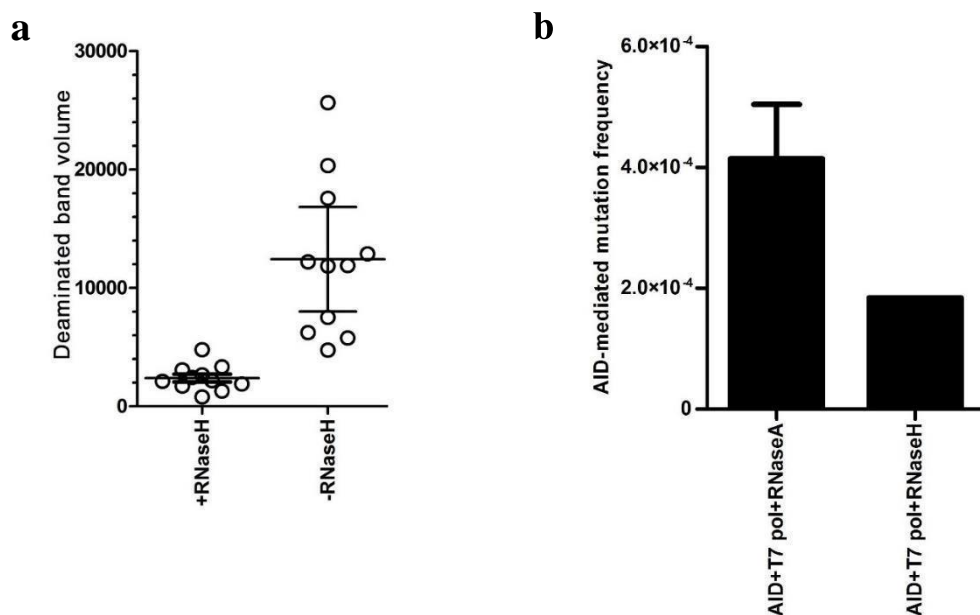 a
30000
20000
10000
0
Deaminated band volume
+RNaseH
-RNaseH
b
6.0×10⁻⁴
4.0×10⁻⁴
2.0×10⁻⁴
0
AID-mediated mutation frequency
AID+T7 pol+RNaseA
AID+T7 pol+RNaseH